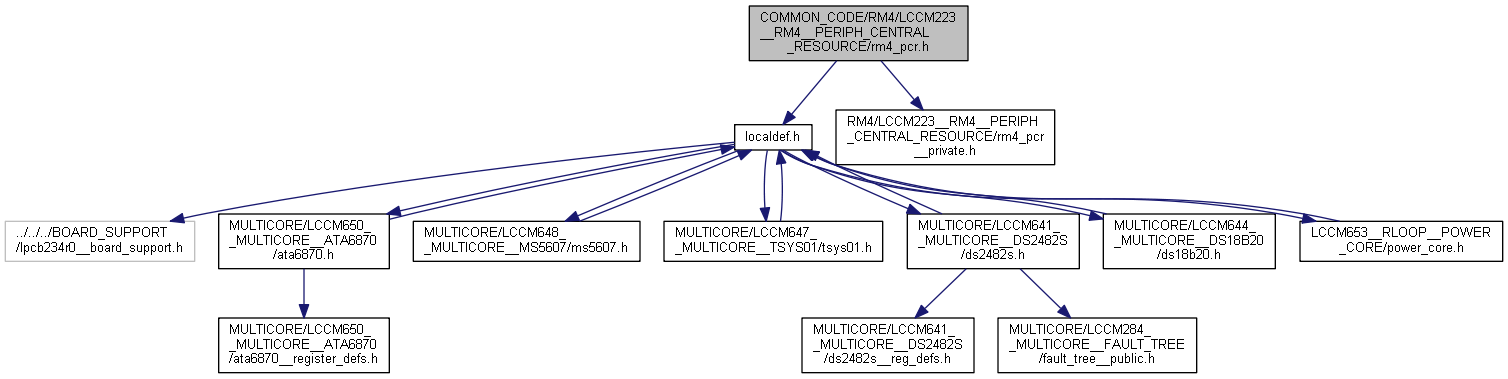 COMMON_CODE/RM4/LCCM223
__RM4__PERIPH_CENTRAL
_RESOURCE/rm4_pcr.h
localdef.h
RM4/LCCM223__RM4__PERIPH
_CENTRAL_RESOURCE/rm4_pcr
__private.h
../../../BOARD_SUPPORT
/lpcb234r0__board_support.h
MULTICORE/LCCM650_
_MULTICORE__ATA6870
/ata6870.h
MULTICORE/LCCM648_
_MULTICORE__MS5607/ms5607.h
MULTICORE/LCCM647_
_MULTICORE__TSYS01/tsys01.h
MULTICORE/LCCM641_
_MULTICORE__DS2482S
/ds2482s.h
MULTICORE/LCCM644_
_MULTICORE__DS18B20
/ds18b20.h
LCCM653__RLOOP__POWER
_CORE/power_core.h
MULTICORE/LCCM650_
_MULTICORE__ATA6870
/ata6870__register_defs.h
MULTICORE/LCCM641_
_MULTICORE__DS2482S
/ds2482s__reg_defs.h
MULTICORE/LCCM284_
_MULTICORE__FAULT_TREE
/fault_tree__public.h